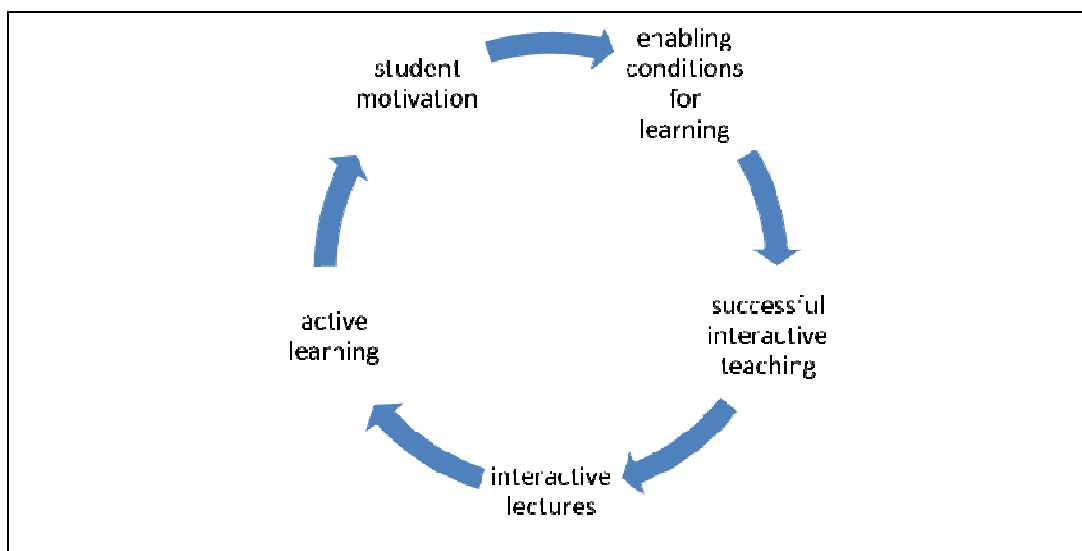 student
motivation
enabling
conditions
for
learning
successful
interactive
teaching
interactive
lectures
active
learning